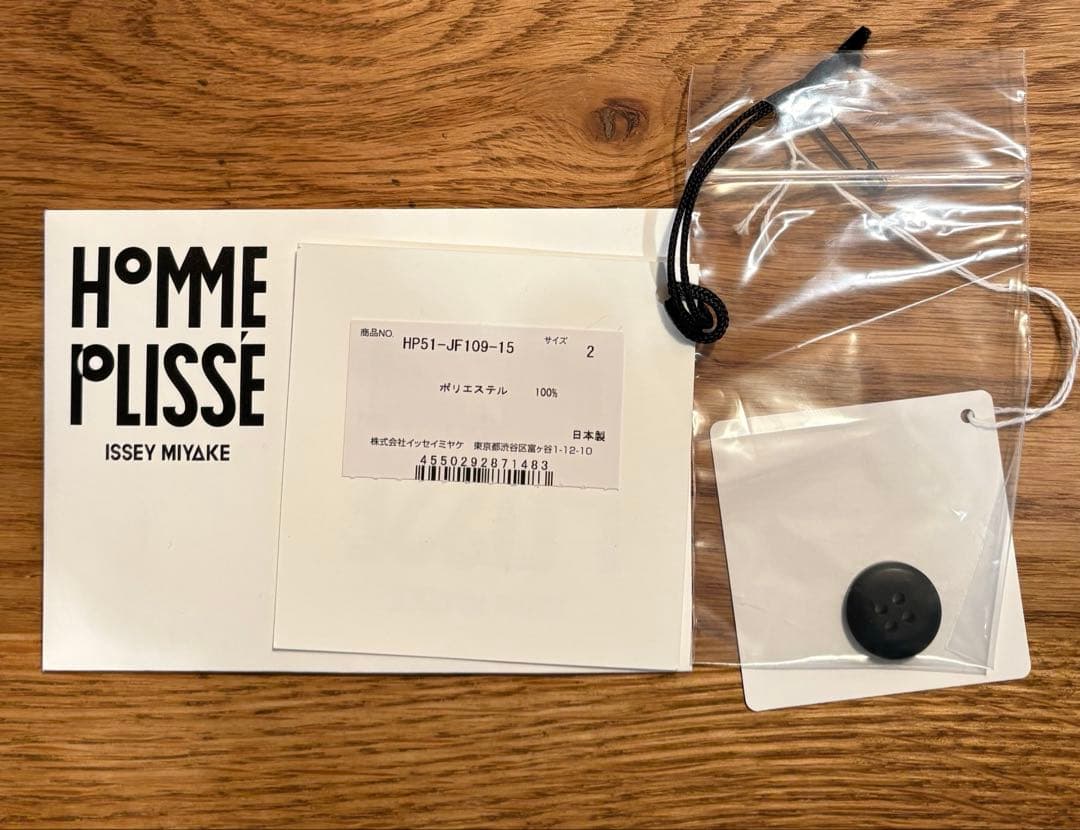 HOMME
PLISSÉ
ISSEY MIYAKE
商品NO. HP51-JF109-15 サイズ 2
ポリエステル 100%
日本製
株式会社イッセイミヤケ 東京都渋谷区富ヶ谷1-12-10
4550292871483